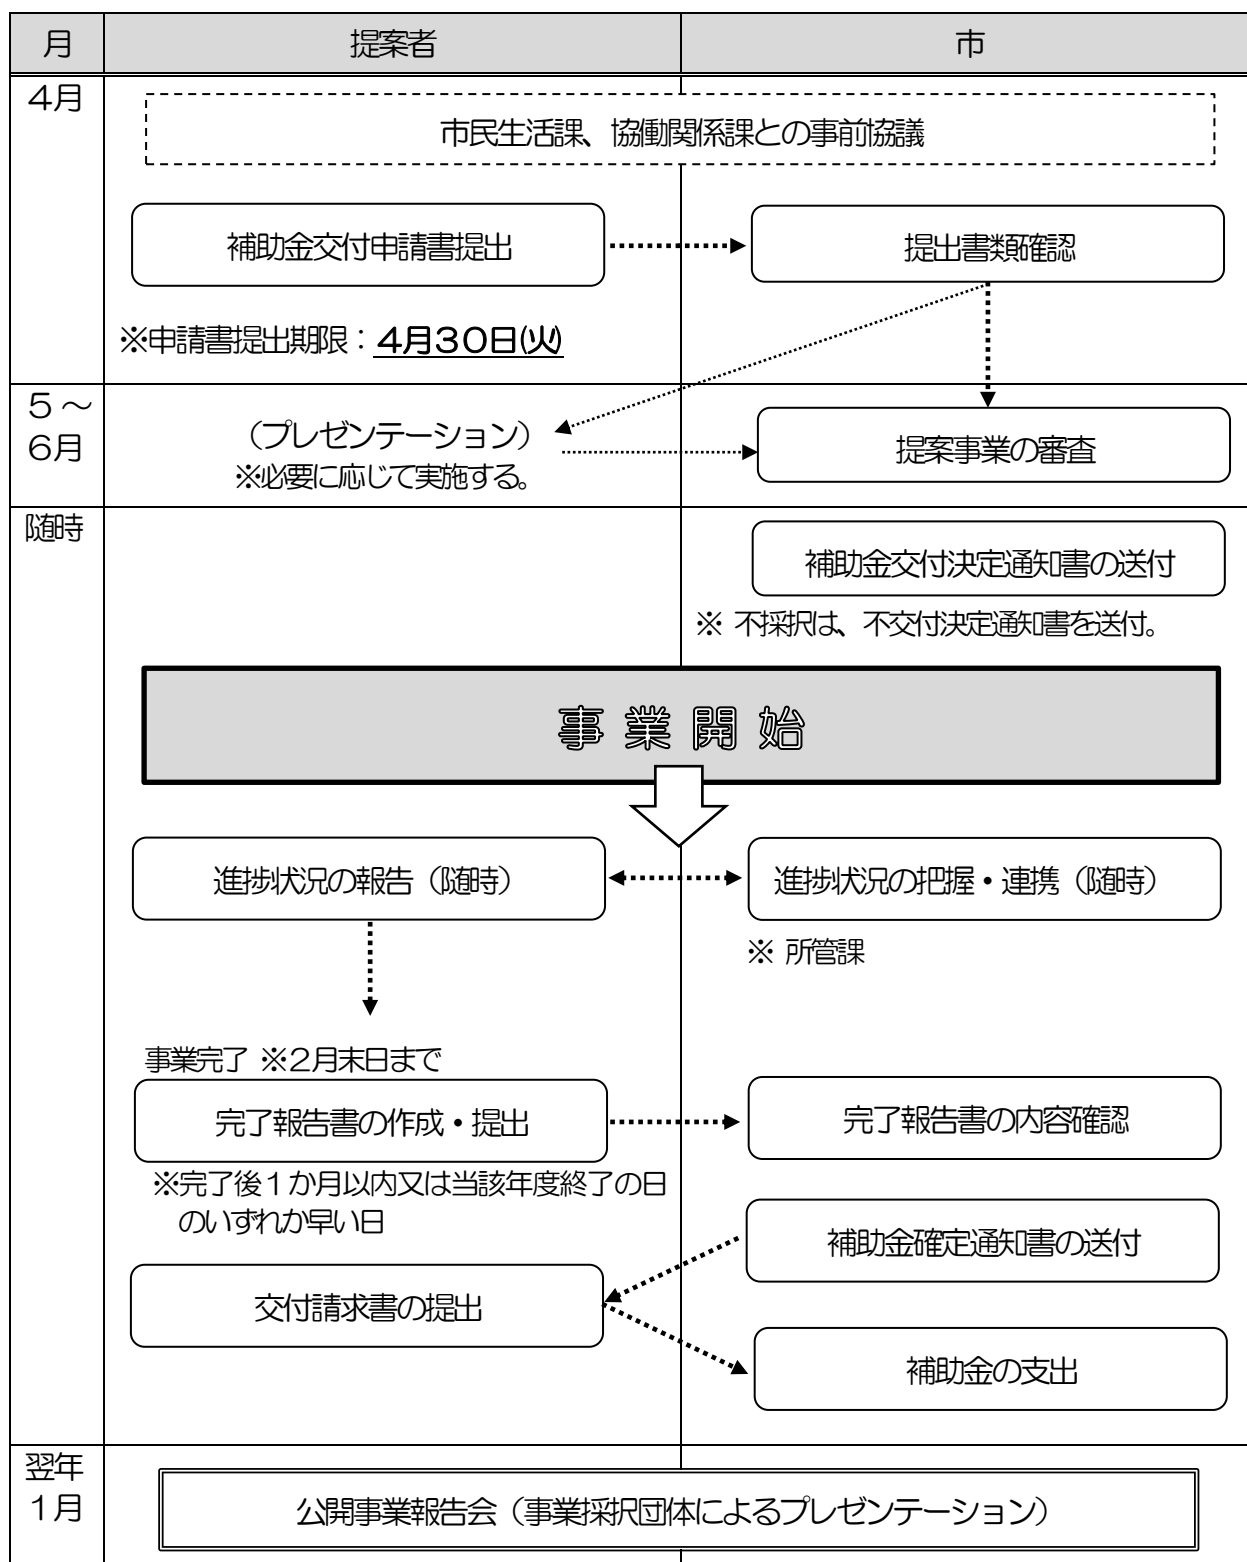 月 提案者 市
4月
市民生活課、協働関係課との事前協議
補助金交付申請書提出 提出書類確認
※申請書提出期限：４月３０日(火)
５～
6月
（プレゼンテーション）
※必要に応じて実施する。
提案事業の審査
随時
補助金交付決定通知書の送付
※ 不採択は、不交付決定通知書を送付。
事 業 開 始
進捗状況の報告（随時） 進捗状況の把握・連携（随時）
※ 所管課
事業完了 ※２月末日まで
完了報告書の作成・提出 完了報告書の内容確認
※完了後１か月以内又は当該年度終了の日
のいずれか早い日
補助金確定通知書の送付
交付請求書の提出
補助金の支出
翌年
１月
公開事業報告会（事業採択団体によるプレゼンテーション）